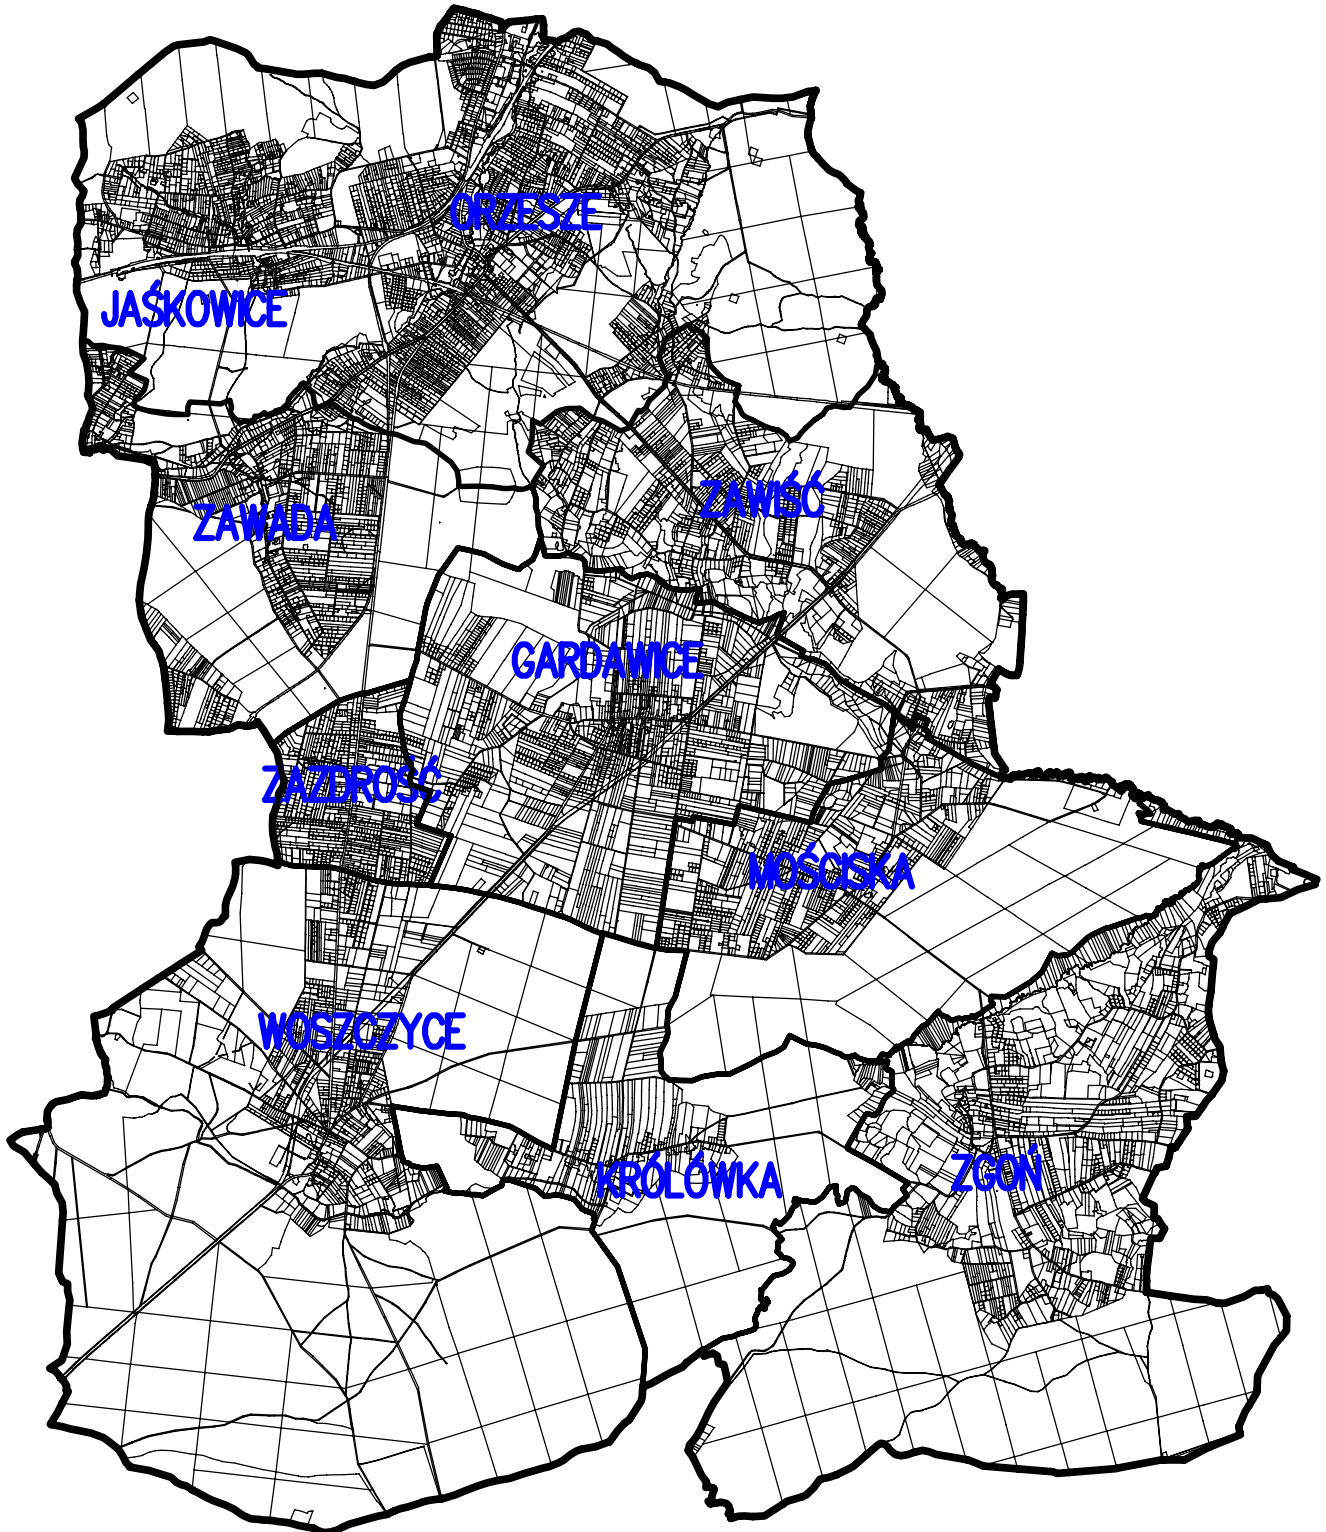 ORZESZE
JAŚKOWICE
ZAWIŚĆ
ZAWADA
GARDAWICE
ZAZDROŚĆ
MOŚCISKA
WOSZCZYCE
ZGOŃ
KRÓLÓWKA